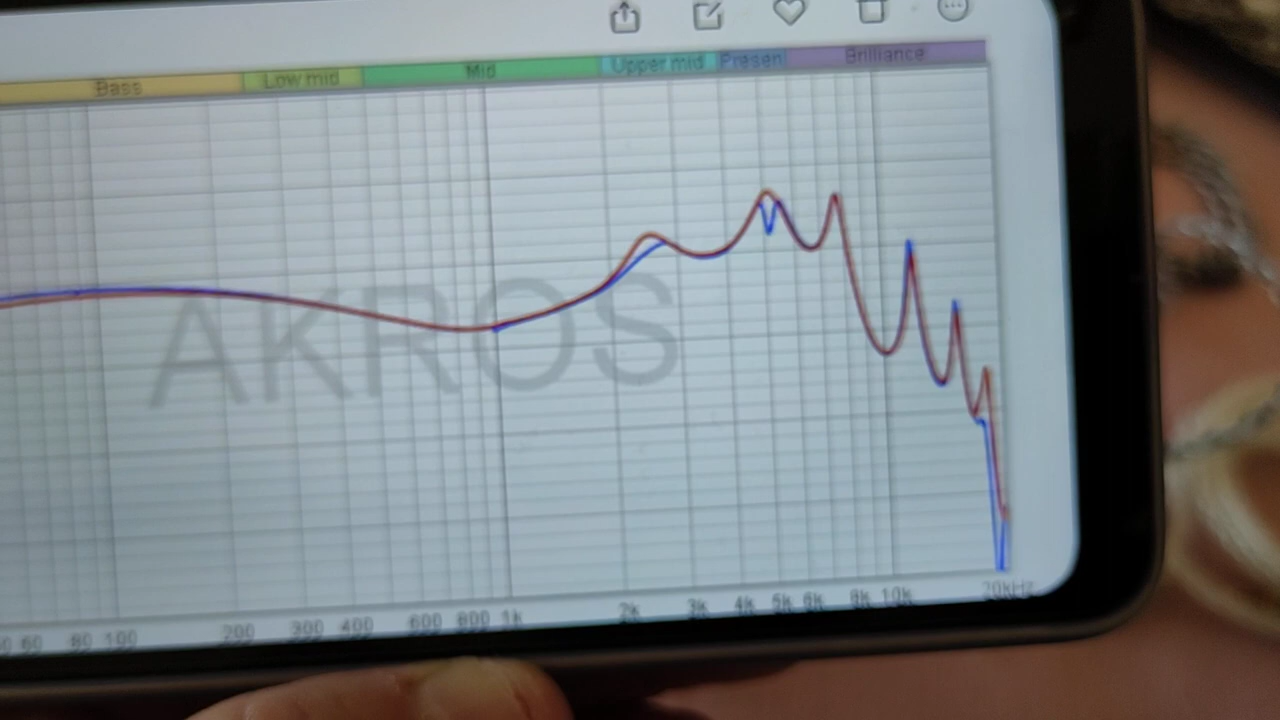 Bass Low mid Mid Upper mid Presen Brilliance
AKROS
60 80 100 200 300 400 600 800 1k 2k 3k 4k 5k 6k 8k 10k 20kHz